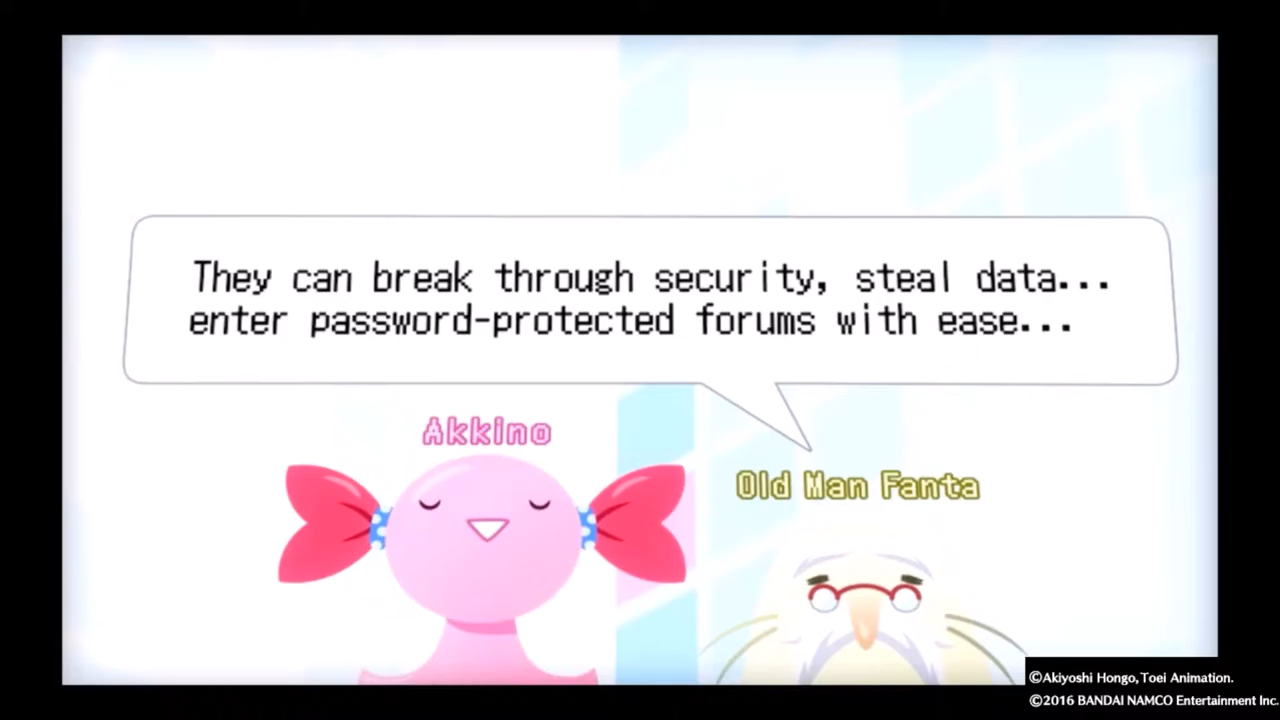 They can break through security, steal data...
enter password-protected forums with ease...
Akkino
Old Man Fanta
©Akiyoshi Hongo, Toei Animation.
©2016 BANDAI NAMCO Entertainment Inc.